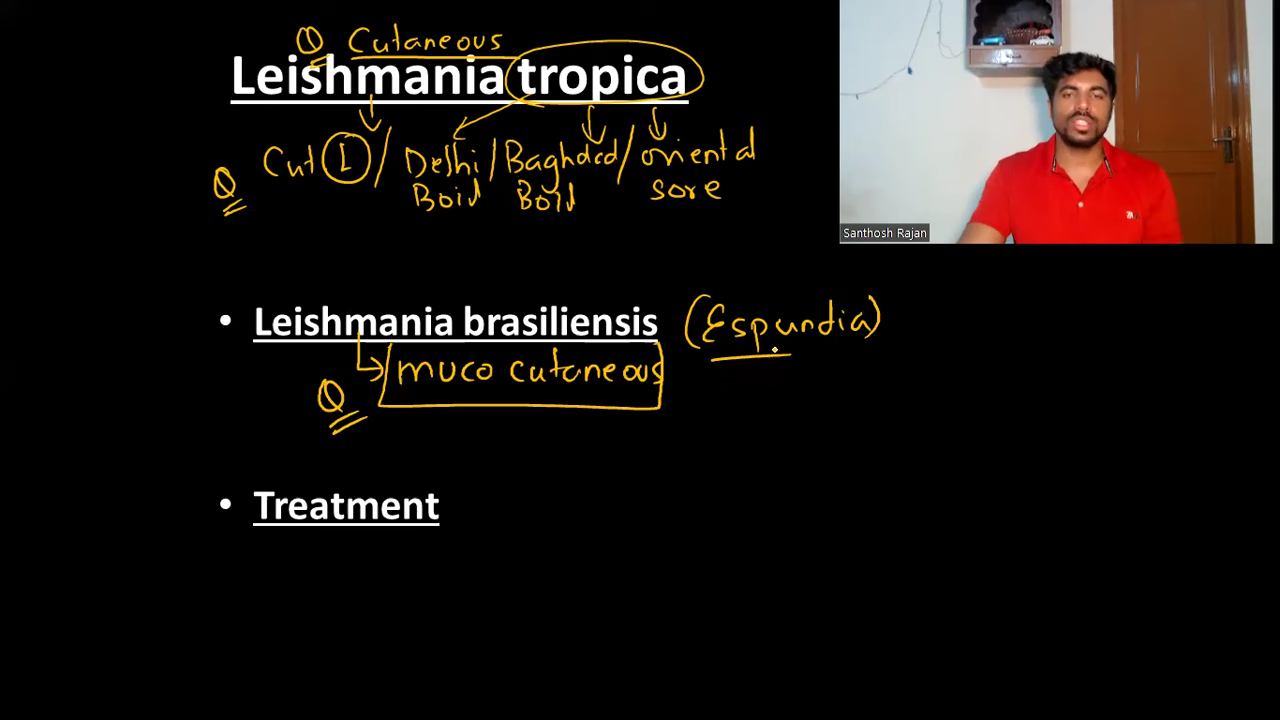 Q Cutaneous
Leishmania tropica
Q Cut L / Delhi Boil / Baghdad Boil / oriental sore
Santhosh Rajan
• Leishmania brasiliensis (Espundia)
Q muco cutaneous
• Treatment